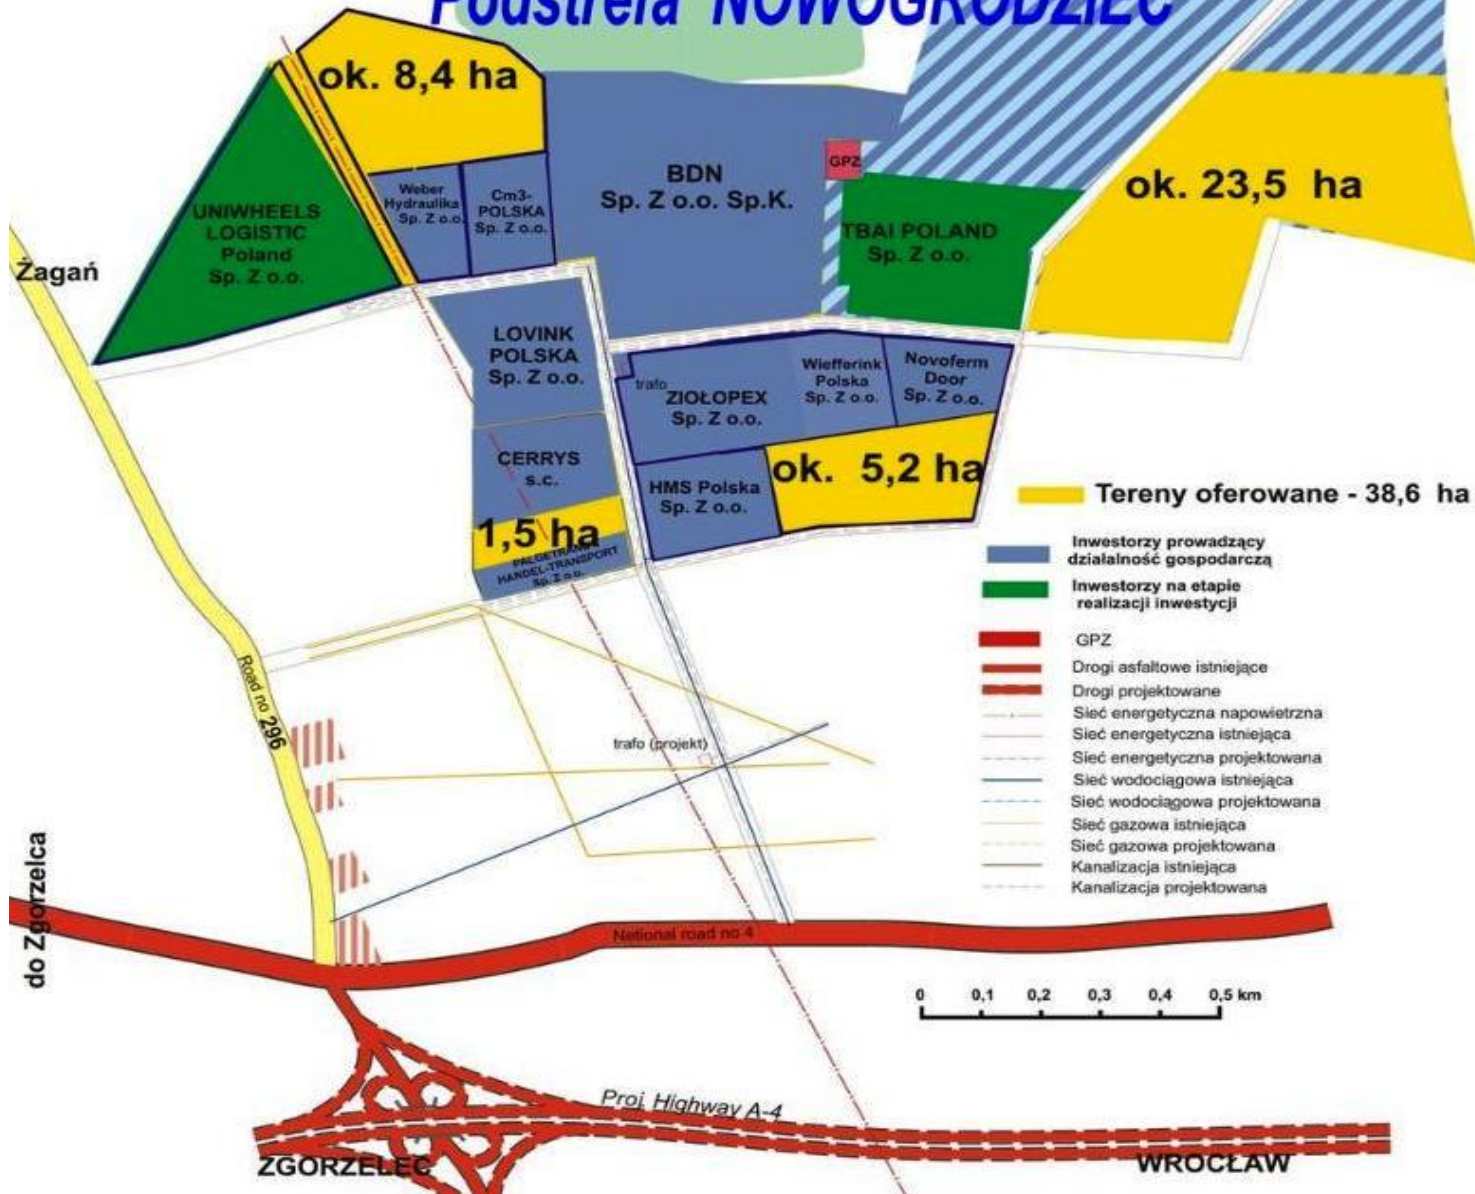 Podstrefa NOWOGRODZIEC
ok. 8,4 ha
BDN
Sp. Z o.o. Sp.K.
GPZ
ok. 23,5 ha
Weber
Hydraulika
Sp. Z o.o.
Cm3-
POLSKA
Sp. Z o.o.
UNIWHEELS
LOGISTIC
Poland
Sp. Z o.o.
TBAI POLAND
Sp. Z o.o.
Żagań
LOVINK
POLSKA
Sp. Z o.o.
trafo
ZIOŁOPEX
Sp. Z o.o.
Wiefferink
Polska
Sp. Z o.o.
Novoferm
Door
Sp. Z o.o.
CERRYS
s.c.
HMS Polska
Sp. Z o.o.
ok. 5,2 ha
1,5 ha
PALGETRANS
HANDEL-TRANSPORT
Sp. Z o.o.
Tereny oferowane - 38,6 ha
Inwestorzy prowadzący
działalność gospodarczą
Inwestorzy na etapie
realizacji inwestycji
GPZ
Drogi asfaltowe istniejące
Drogi projektowane
Sieć energetyczna napowietrzna
Sieć energetyczna istniejąca
Sieć energetyczna projektowana
Sieć wodociągowa istniejąca
Sieć wodociągowa projektowana
Sieć gazowa istniejąca
Sieć gazowa projektowana
Kanalizacja istniejąca
Kanalizacja projektowana
Road no 296
trafo (projekt)
do Zgorzelca
National road no 4
0 0,1 0,2 0,3 0,4 0,5 km
Proj. Highway A-4
ZGORZELEC
WROCŁAW